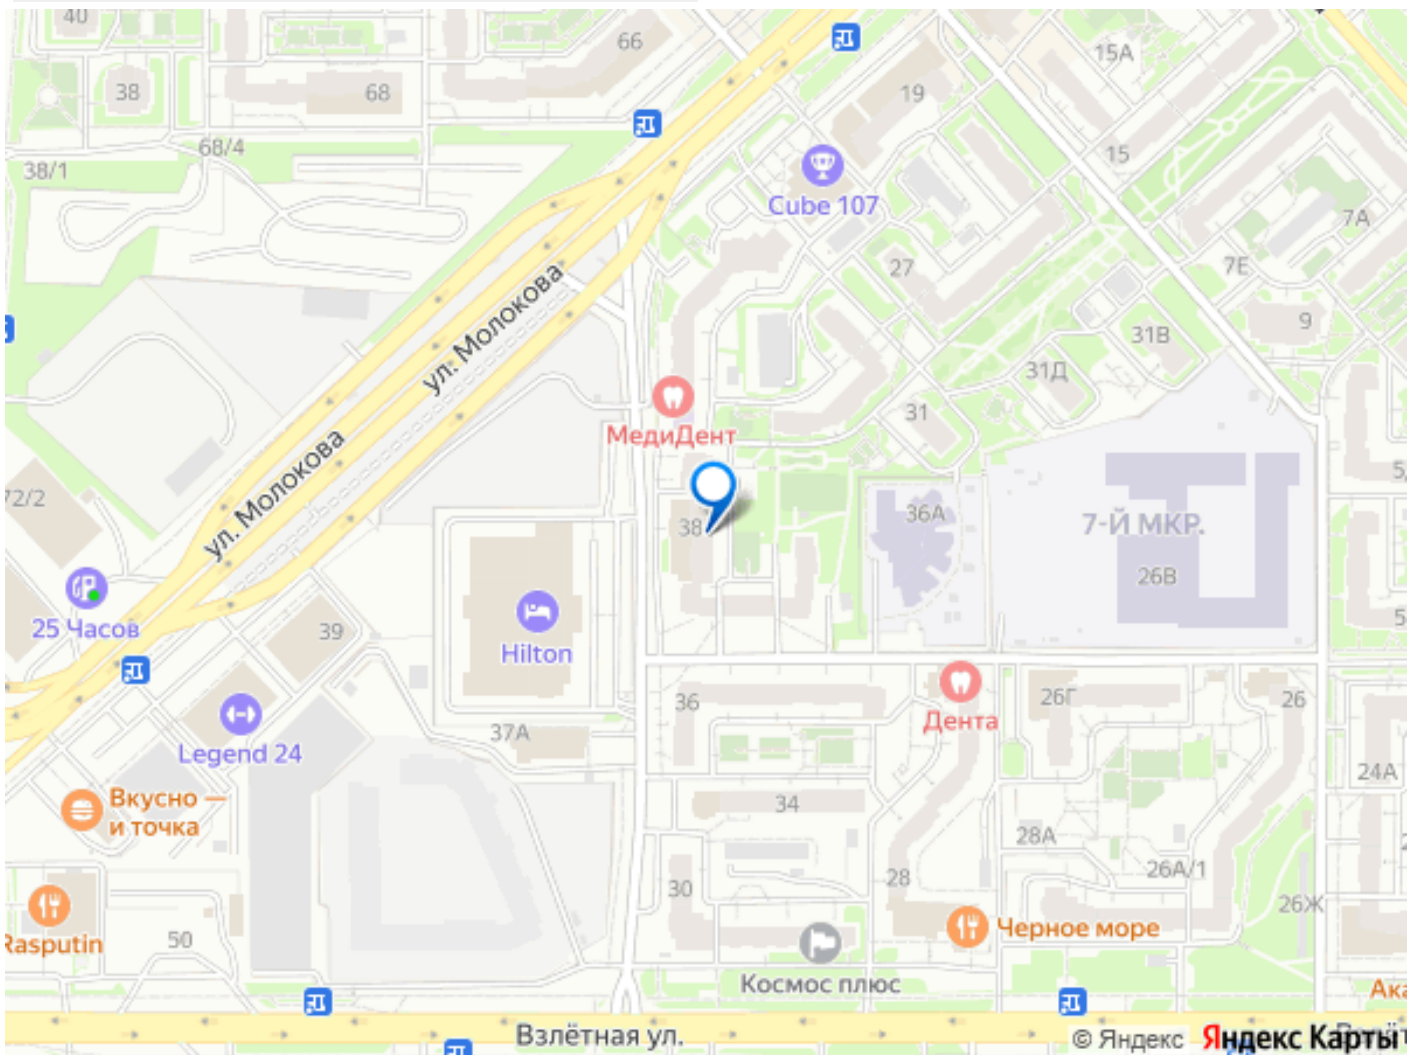 40
66
38
68
19
15А
68/4
38/1
15
Cube 107
7А
27
7Е
9
31В
ул. Молокова
31Д
31
МедиДент
ул. Молокова
72/2
38
36А
7-Й МКР.
26В
25 Часов
39
Hilton
36
26Г
26
Дента
37А
Legend 24
24А
Вкусно —
и точка
34
28А
26А/1
30
28
26Ж
Rasputin
50
Черное море
Космос плюс
Взлётная ул.
© Яндекс Яндекс Карты